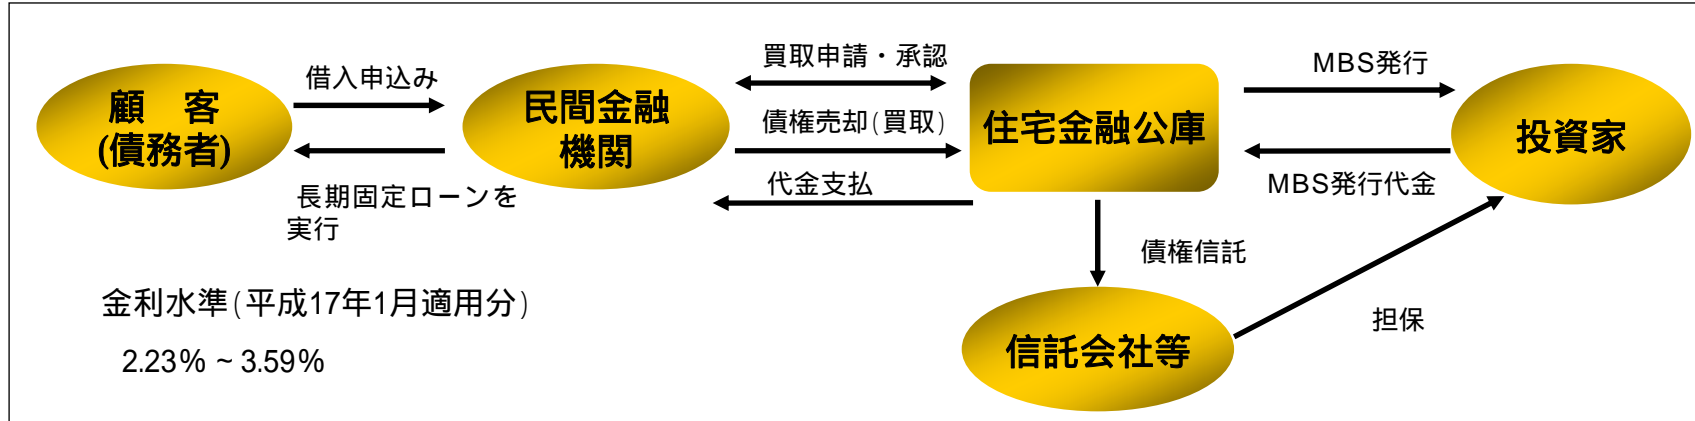 顧　客
(債務者)
借入申込み
長期固定ローンを
実行
民間金融
機関
買取申請・承認
債権売却(買取)
代金支払
住宅金融公庫
MBS発行
MBS発行代金
投資家
債権信託
信託会社等
担保
金利水準(平成17年1月適用分)
2.23%～3.59%